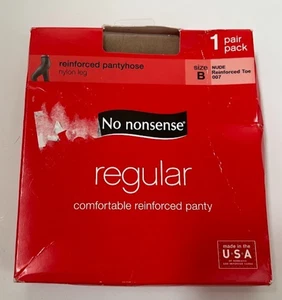 1 pair
pack
reinforced pantyhose
nylon leg
size
B
NUDE
Reinforced Toe
067
No nonsense®
regular
comfortable reinforced panty
made in the
USA